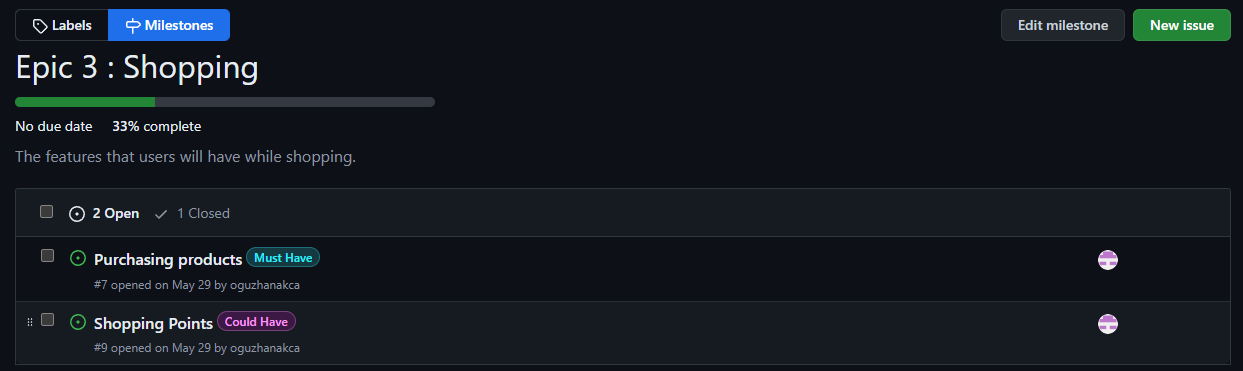 Labels Milestones Edit milestone New issue
Epic 3 : Shopping
No due date 33% complete
The features that users will have while shopping.
2 Open 1 Closed
Purchasing products Must Have
#7 opened on May 29 by oguzhanakca
Shopping Points Could Have
#9 opened on May 29 by oguzhanakca